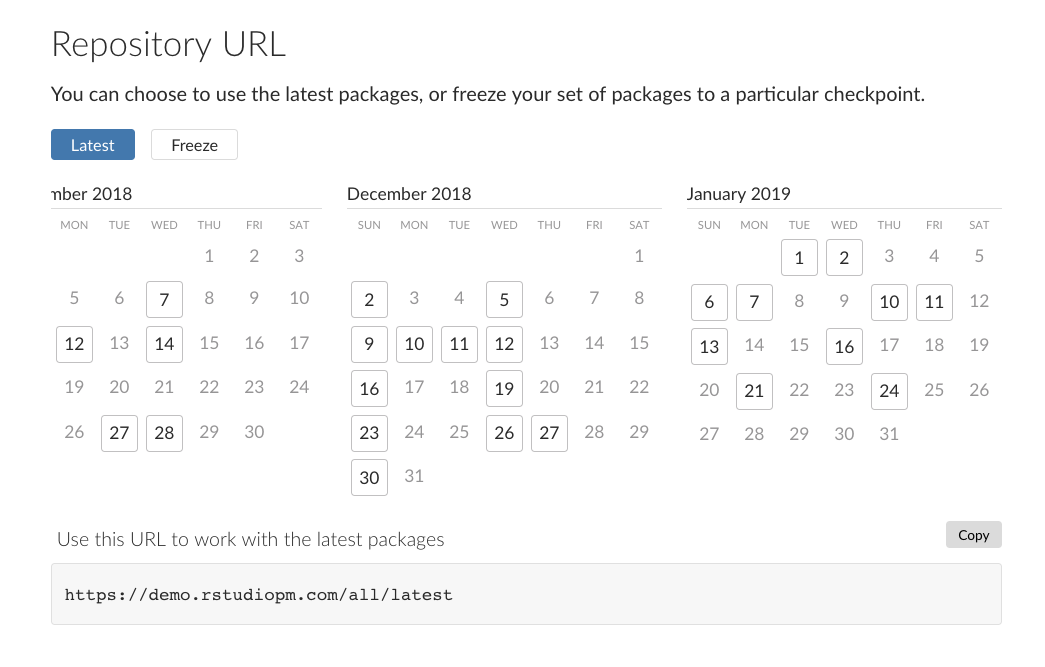 Repository URL
You can choose to use the latest packages, or freeze your set of packages to a particular checkpoint.
Latest Freeze
mber 2018
MON TUE WED THU FRI SAT
1 2 3
5 6 7 8 9 10
12 13 14 15 16 17
19 20 21 22 23 24
26 27 28 29 30
December 2018
SUN MON TUE WED THU FRI SAT
1
2 3 4 5 6 7 8
9 10 11 12 13 14 15
16 17 18 19 20 21 22
23 24 25 26 27 28 29
30 31
January 2019
SUN MON TUE WED THU FRI SAT
1 2 3 4 5
6 7 8 9 10 11 12
13 14 15 16 17 18 19
20 21 22 23 24 25 26
27 28 29 30 31
Use this URL to work with the latest packages
Copy
https://demo.rstudiopm.com/all/latest